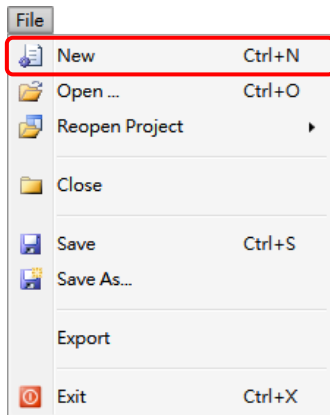 File
New Ctrl+N
Open ... Ctrl+O
Reopen Project
Close
Save Ctrl+S
Save As...
Export
Exit Ctrl+X